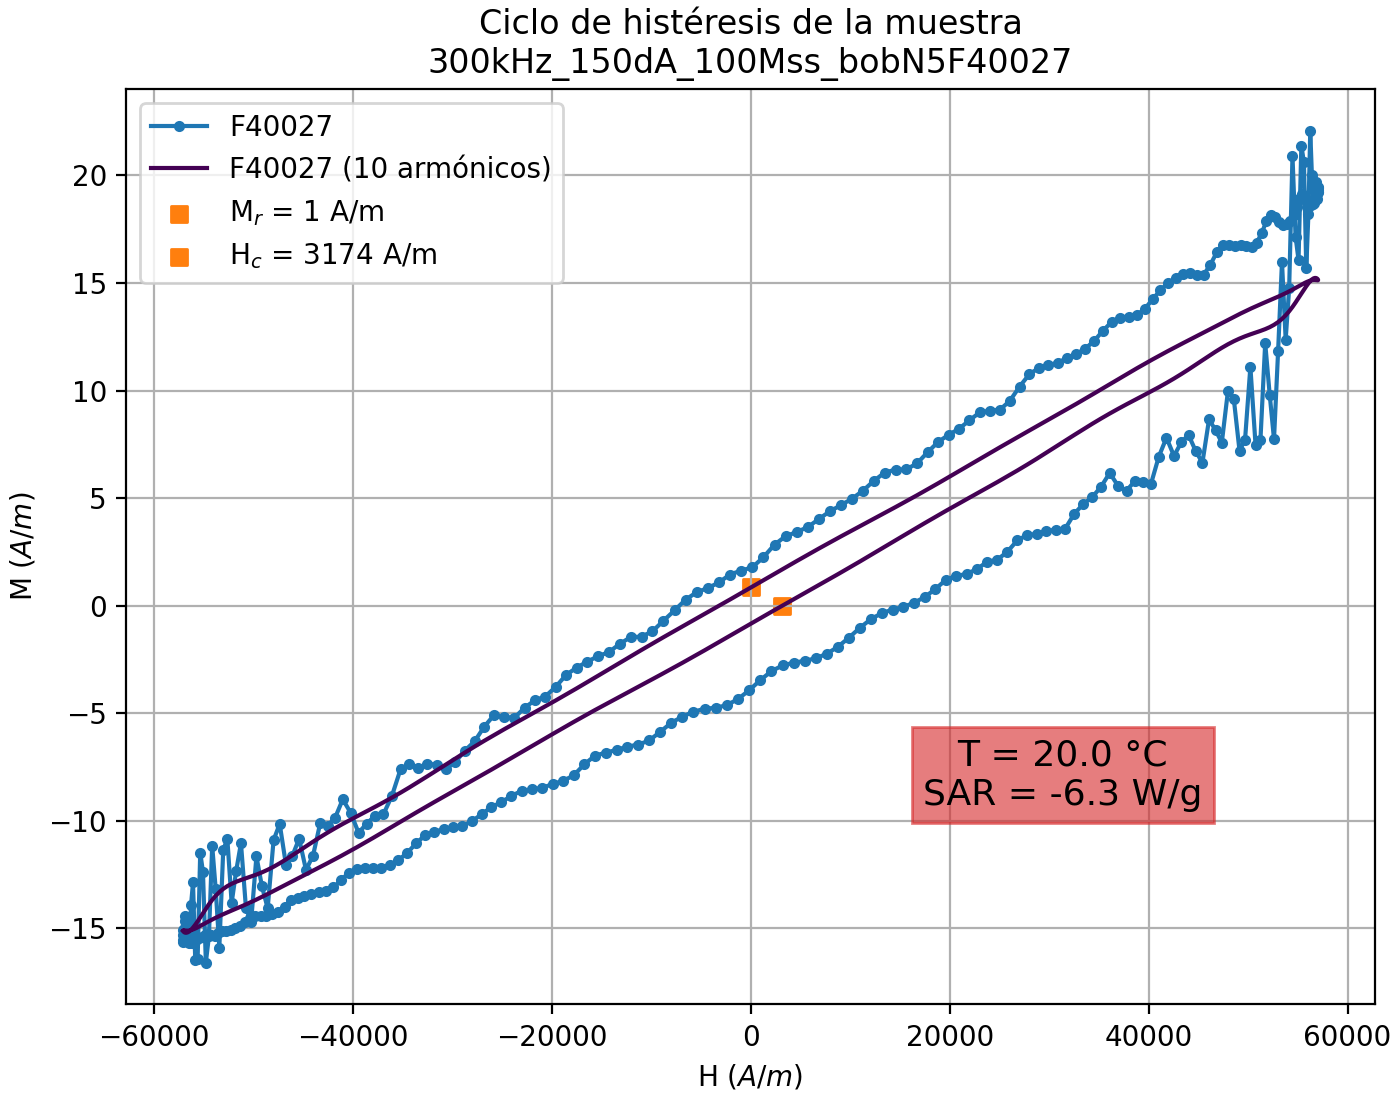 Ciclo de histéresis de la muestra
300kHz_150dA_100Mss_bobN5F40027
F40027
F40027 (10 armónicos)
Mr = 1 A/m
Hc = 3174 A/m
20
15
10
5
0
−5
−10
−15
M (A/m)
T = 20.0 °C
SAR = -6.3 W/g
−60000 −40000 −20000 0 20000 40000 60000
H (A/m)